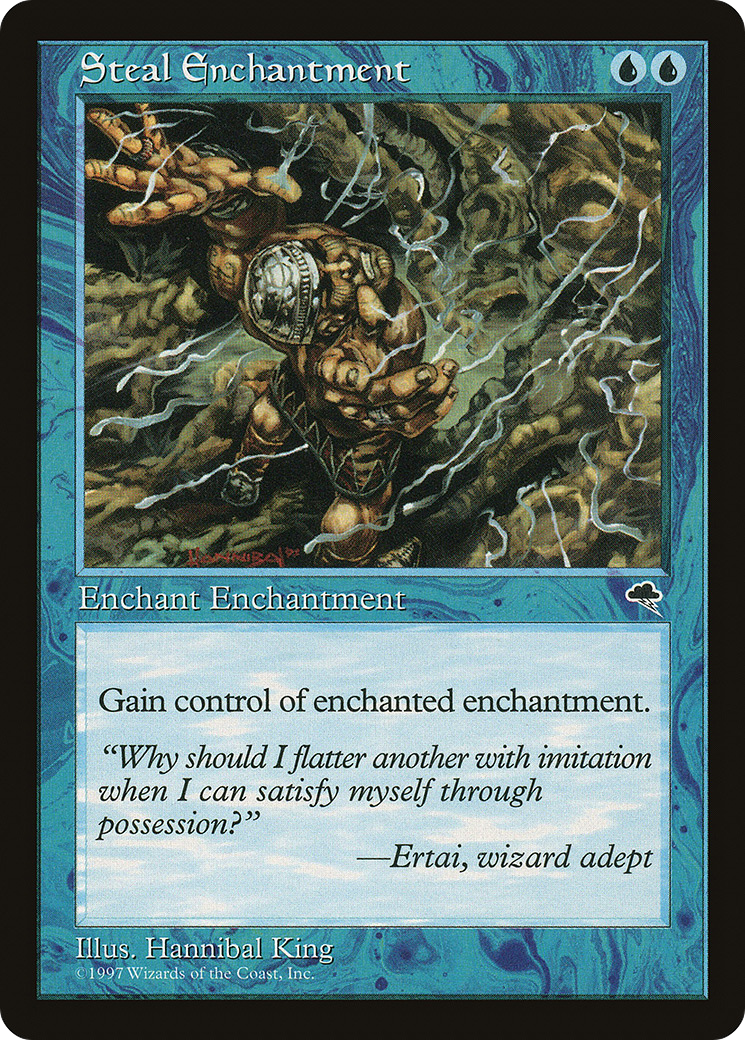 Steal Enchantment
Enchant Enchantment
Gain control of enchanted enchantment.
“Why should I flatter another with imitation
when I can satisfy myself through
possession?”
—Ertai, wizard adept
Illus. Hannibal King
©1997 Wizards of the Coast, Inc.